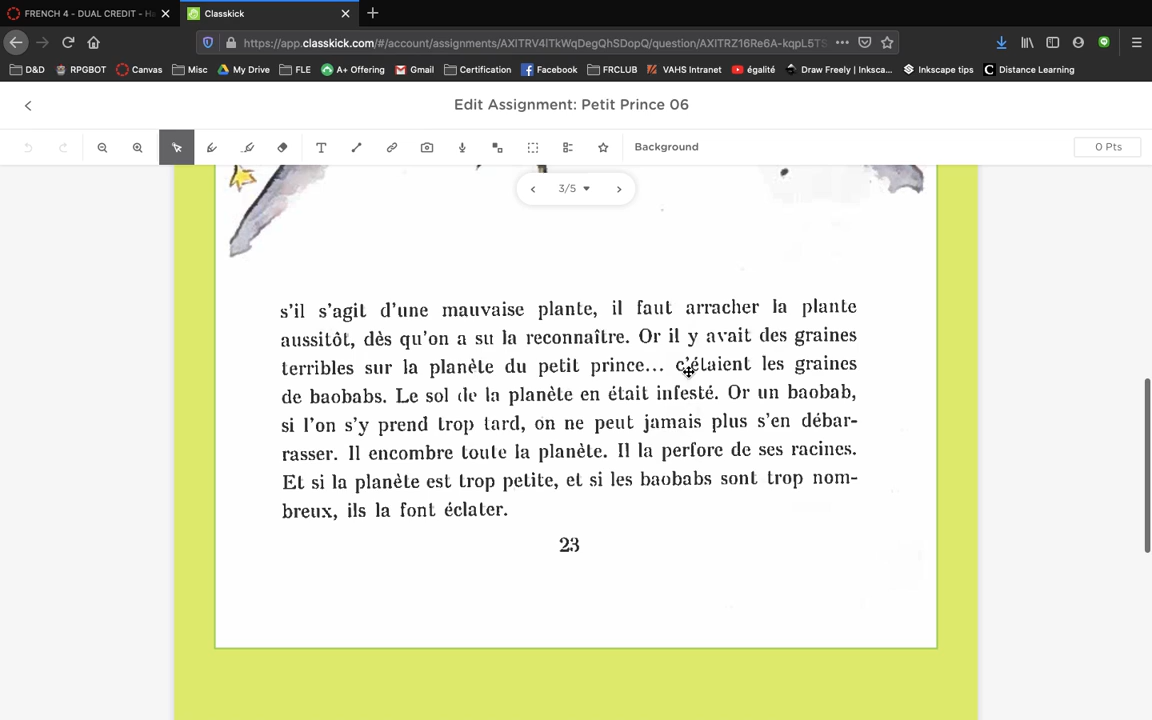 FRENCH 4 - DUAL CREDIT - Ha
Classkick
https://app.classkick.com/#/account/assignments/AXITRV4ITkWqDegQhSDopQ/question/AXITRZ16Re6A-kqpL5TS
D&D RPGBOT Canvas Misc My Drive FLE A+ Offering Gmail Certification Facebook FRCLUB VAHS Intranet égalité Draw Freely | Inksca... Inkscape tips Distance Learning
Edit Assignment: Petit Prince 06
Background
0 Pts
3/5
s'il s'agit d'une mauvaise plante, il faut arracher la plante
aussitôt, dès qu'on a su la reconnaître. Or il y avait des graines
terribles sur la planète du petit prince... c'étaient les graines
de baobabs. Le sol de la planète en était infesté. Or un baobab,
si l'on s'y prend trop tard, on ne peut jamais plus s'en débar-
rasser. Il encombre toute la planète. Il la perfore de ses racines.
Et si la planète est trop petite, et si les baobabs sont trop nom-
breux, ils la font éclater.
23